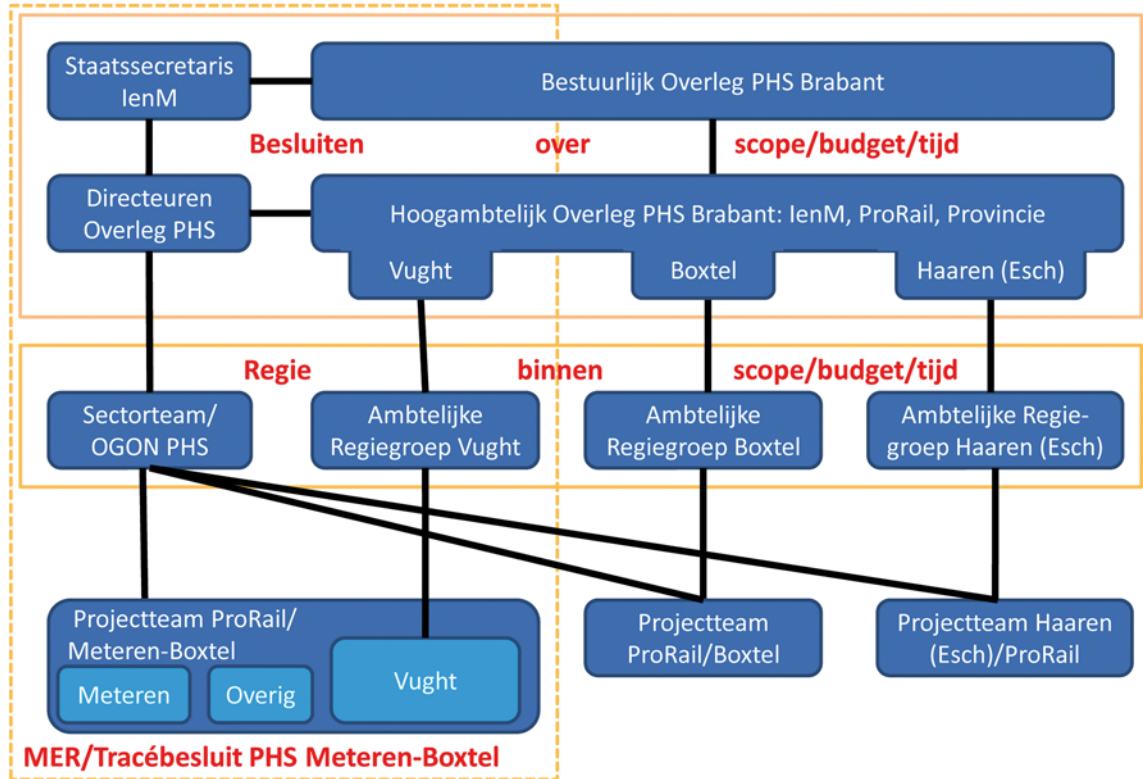 Staatssecretaris
IenM
Bestuurlijk Overleg PHS Brabant
Besluiten over scope/budget/tijd
Directeuren
Overleg PHS
Hoogambtelijk Overleg PHS Brabant: IenM, ProRail, Provincie
Vught
Boxtel
Haaren (Esch)
Regie binnen scope/budget/tijd
Sectorteam/
OGON PHS
Ambtelijke
Regiegroep Vught
Ambtelijke
Regiegroep Boxtel
Ambtelijke Regie-
groep Haaren (Esch)
Projectteam ProRail/
Meteren-Boxtel
Meteren
Overig
Vught
Projectteam
ProRail/Boxtel
Projectteam Haaren
(Esch)/ProRail
MER/Tracébesluit PHS Meteren-Boxtel